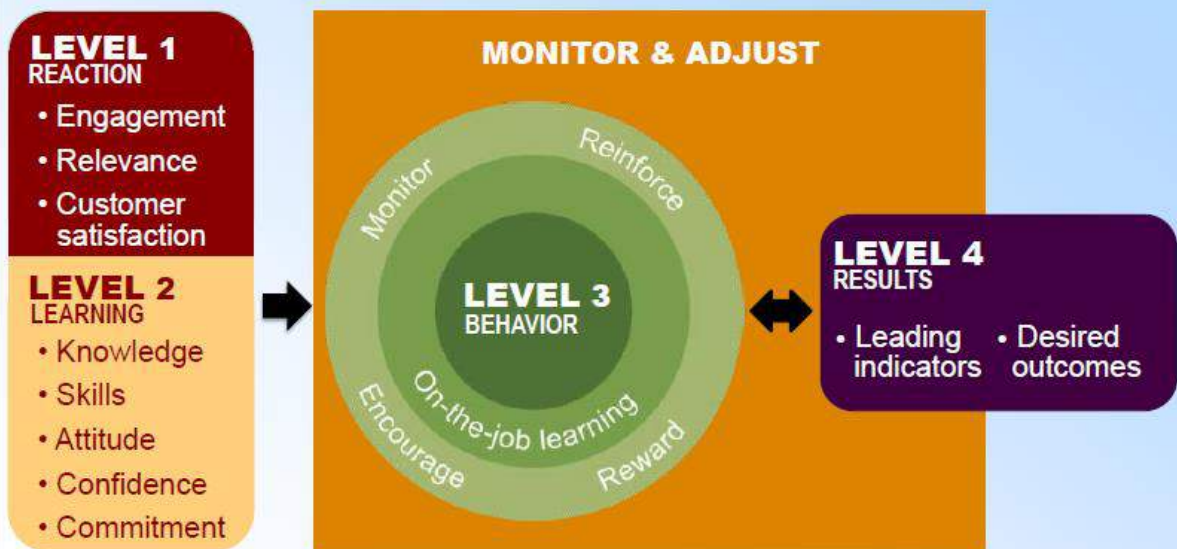 LEVEL 1
REACTION
• Engagement
• Relevance
• Customer
satisfaction
LEVEL 2
LEARNING
• Knowledge
• Skills
• Attitude
• Confidence
• Commitment
MONITOR & ADJUST
Monitor
Reinforce
LEVEL 3
BEHAVIOR
On-the-job learning
Encourage
Reward
LEVEL 4
RESULTS
• Leading
indicators
• Desired
outcomes